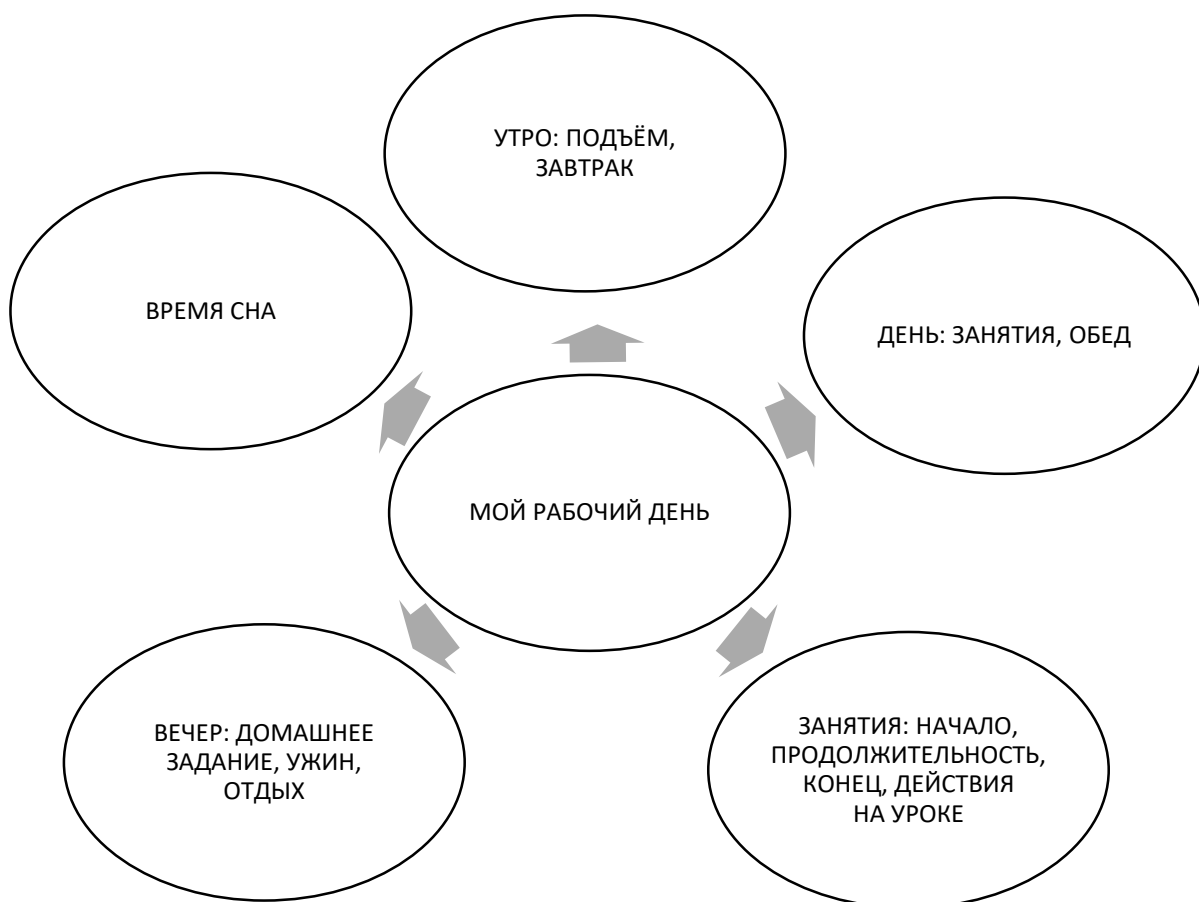 УТРО: ПОДЪЁМ,
ЗАВТРАК
ВРЕМЯ СНА
ДЕНЬ: ЗАНЯТИЯ, ОБЕД
МОЙ РАБОЧИЙ ДЕНЬ
ВЕЧЕР: ДОМАШНЕЕ
ЗАДАНИЕ, УЖИН,
ОТДЫХ
ЗАНЯТИЯ: НАЧАЛО,
ПРОДОЛЖИТЕЛЬНОСТЬ,
КОНЕЦ, ДЕЙСТВИЯ
НА УРОКЕ